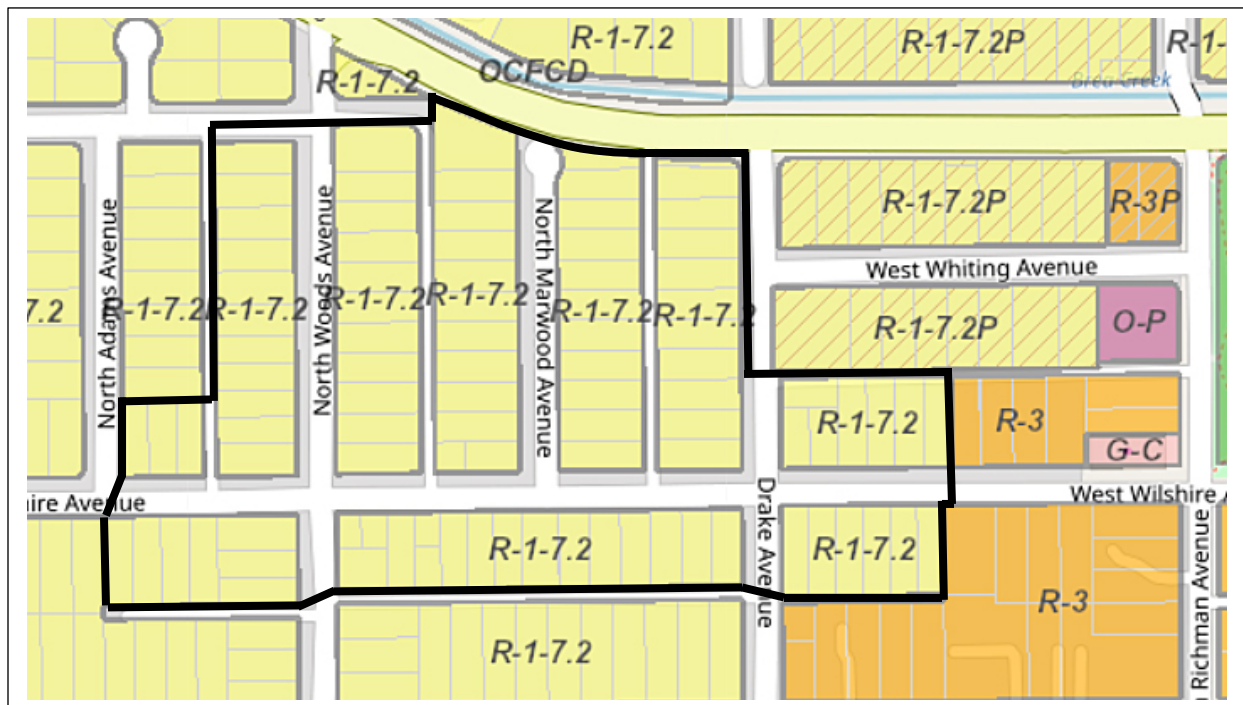 R-1-7.2
R-1-7.2P
R-1-
OCFCD
R-1-7.2
Brea Creek
R-1-7.2P
R-3P
North Adams Avenue
North Woods Avenue
North Marwood Avenue
West Whiting Avenue
7.2
R-1-7.2
R-1-7.2
R-1-7.2
R-1-7.2
R-1-7.2
R-1-7.2
R-1-7.2P
O-P
R-1-7.2
R-3
G-C
ire Avenue
West Wilshire A
Drake Avenue
Richman Avenue
R-1-7.2
R-1-7.2
R-3
R-1-7.2